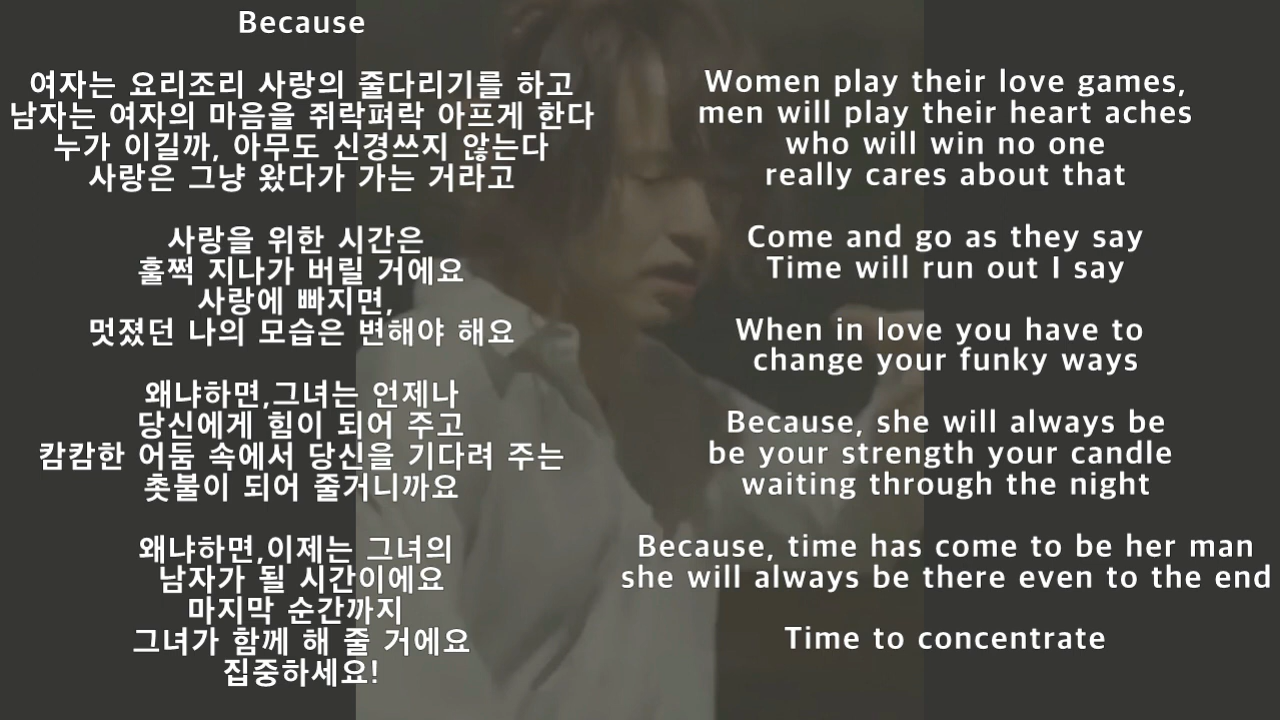 Because
여자는 요리조리 사랑의 줄다리기를 하고
남자는 여자의 마음을 쥐락펴락 아프게 한다
누가 이길까, 아무도 신경쓰지 않는다
사랑은 그냥 왔다가 가는 거라고
사랑을 위한 시간은
훌쩍 지나가 버릴 거에요
사랑에 빠지면,
멋졌던 나의 모습은 변해야 해요
왜냐하면,그녀는 언제나
당신에게 힘이 되어 주고
캄캄한 어둠 속에서 당신을 기다려 주는
촛불이 되어 줄거니까요
왜냐하면,이제는 그녀의
남자가 될 시간이에요
마지막 순간까지
그녀가 함께 해 줄 거에요
집중하세요!
Women play their love games,
men will play their heart aches
who will win no one
really cares about that
Come and go as they say
Time will run out I say
When in love you have to
change your funky ways
Because, she will always be
be your strength your candle
waiting through the night
Because, time has come to be her man
she will always be there even to the end
Time to concentrate